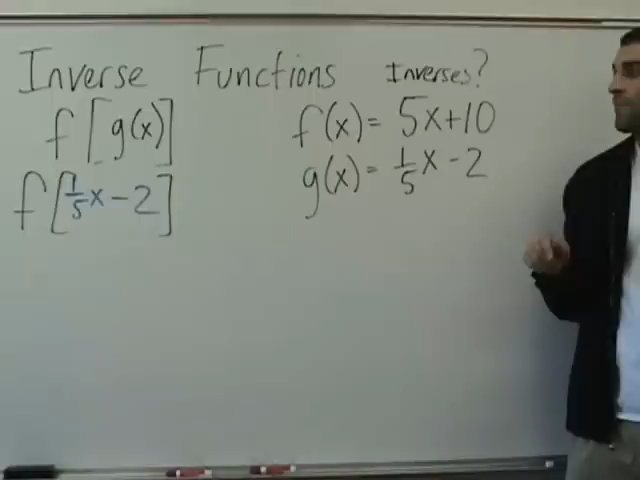 Inverse Functions Inverses?
f[g(x)] f(x) = 5x+10
f[1/5x - 2] g(x) = 1/5x - 2